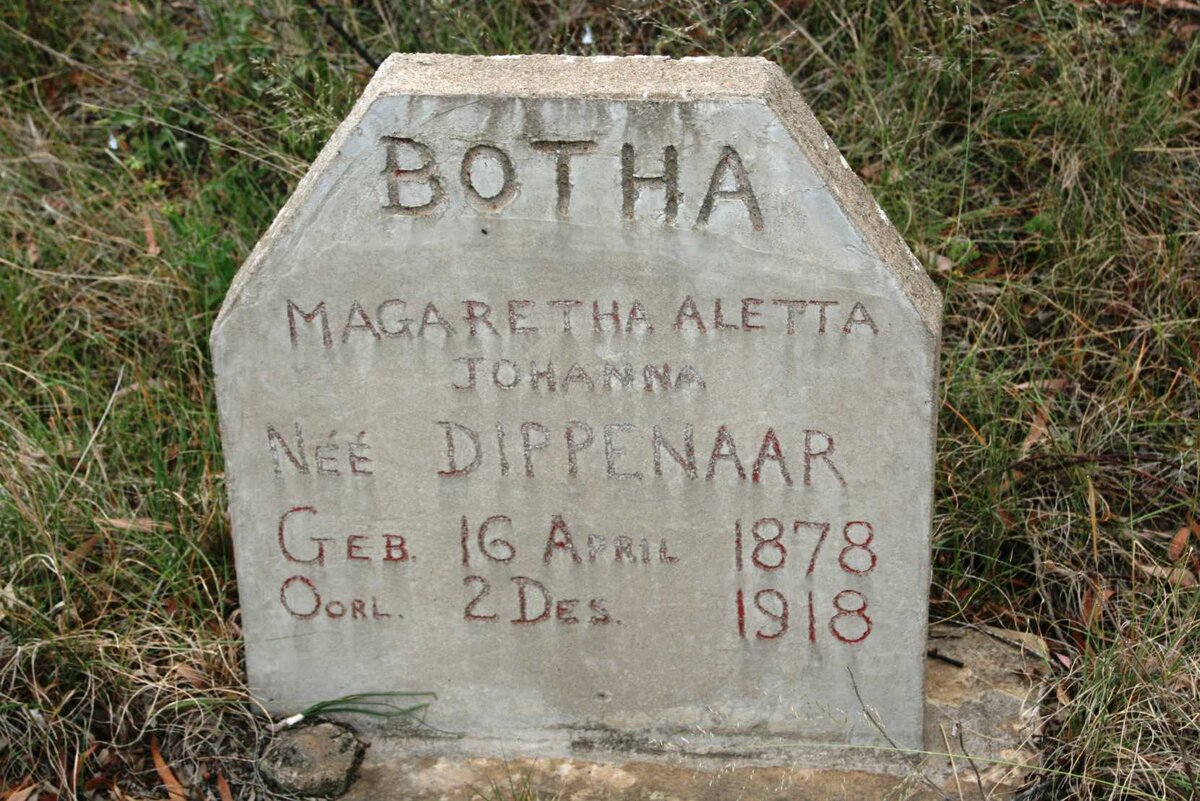 BOTHA
MAGARETHA ALETTA
JOHANNA
NÉÉ DIPPENAAR
GEB. 16 APRIL 1878
OORL. 2 DES. 1918